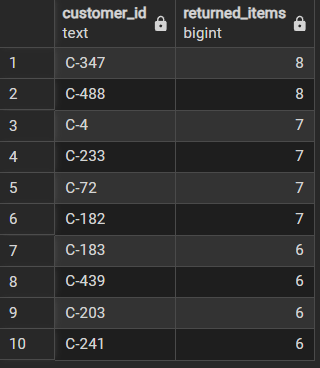 customer_id returned_items
text bigint
1 C-347 8
2 C-488 8
3 C-4 7
4 C-233 7
5 C-72 7
6 C-182 7
7 C-183 6
8 C-439 6
9 C-203 6
10 C-241 6